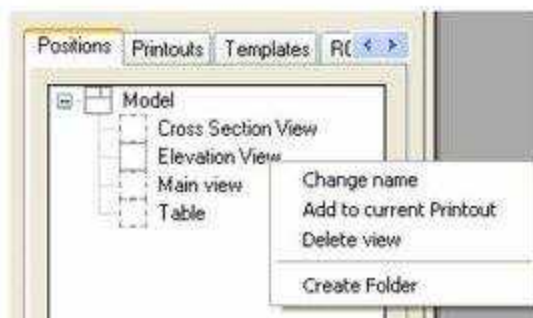 Positions Printouts Templates RC
Model
Cross Section View
Elevation View
Main view
Table
Change name
Add to current Printout
Delete view
Create Folder